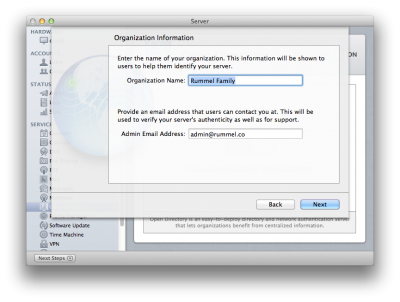 Server
HARDW
Organization Information
ACCOU
Enter the name of your organization. This information will be shown to
users to help them identify your server.
ON
Organization Name: Rummel Family
STATUS
Provide an email address that users can contact you at. This will be
used to verify your server's authenticity as well as for support.
SERVIC
Admin Email Address: admin@rummel.co
Back
Next
Open Directory is an easy-to-deploy directory and network authentication server
that lets organizations benefit from centralized information.
Software Update
Time Machine
VPN
Next Steps